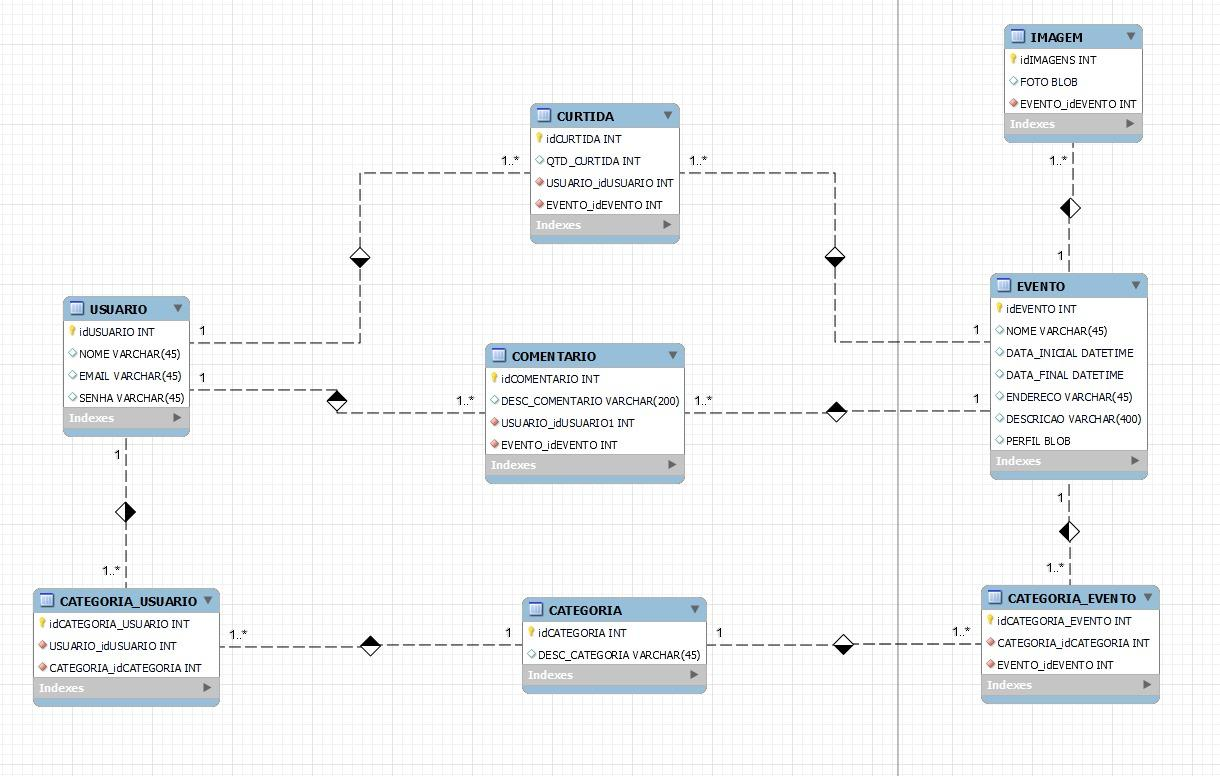 IMAGEM
idIMAGENS INT
FOTO BLOB
EVENTO_idEVENTO INT
Indexes
1..*
1
CURTIDA
idCURTIDA INT
QTD_CURTIDA INT
USUARIO_idUSUARIO INT
EVENTO_idEVENTO INT
Indexes
1..*
1..*
USUARIO
idUSUARIO INT
NOME VARCHAR(45)
EMAIL VARCHAR(45)
SENHA VARCHAR(45)
Indexes
1
1
1
COMENTARIO
idCOMENTARIO INT
DESC_COMENTARIO VARCHAR(200)
USUARIO_idUSUARIO1 INT
EVENTO_idEVENTO INT
Indexes
1..*
1..*
EVENTO
idEVENTO INT
NOME VARCHAR(45)
DATA_INICIAL DATETIME
DATA_FINAL DATETIME
ENDERECO VARCHAR(45)
DESCRICAO VARCHAR(400)
PERFIL BLOB
Indexes
1
1
1
1..*
CATEGORIA_USUARIO
idCATEGORIA_USUARIO INT
USUARIO_idUSUARIO INT
CATEGORIA_idCATEGORIA INT
Indexes
1..*
1
CATEGORIA
idCATEGORIA INT
DESC_CATEGORIA VARCHAR(45)
Indexes
1
1..*
1..*
CATEGORIA_EVENTO
idCATEGORIA_EVENTO INT
CATEGORIA_idCATEGORIA INT
EVENTO_idEVENTO INT
Indexes